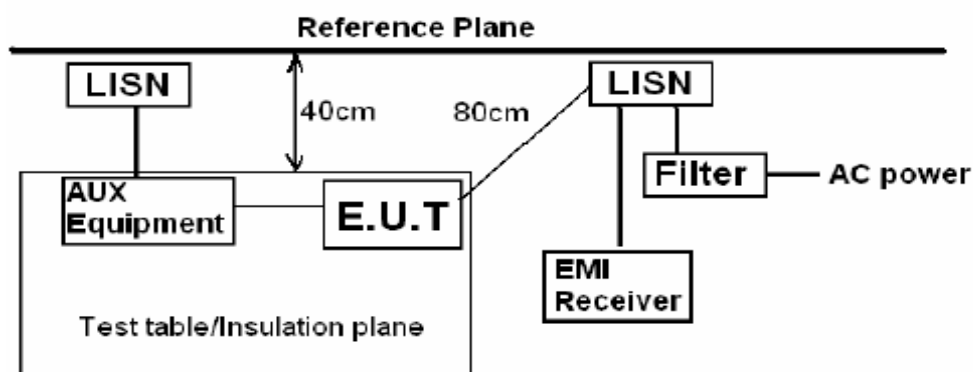 Reference Plane
LISN
40cm
80cm
LISN
AUX
Equipment
E.U.T
Filter
AC power
EMI
Receiver
Test table/Insulation plane